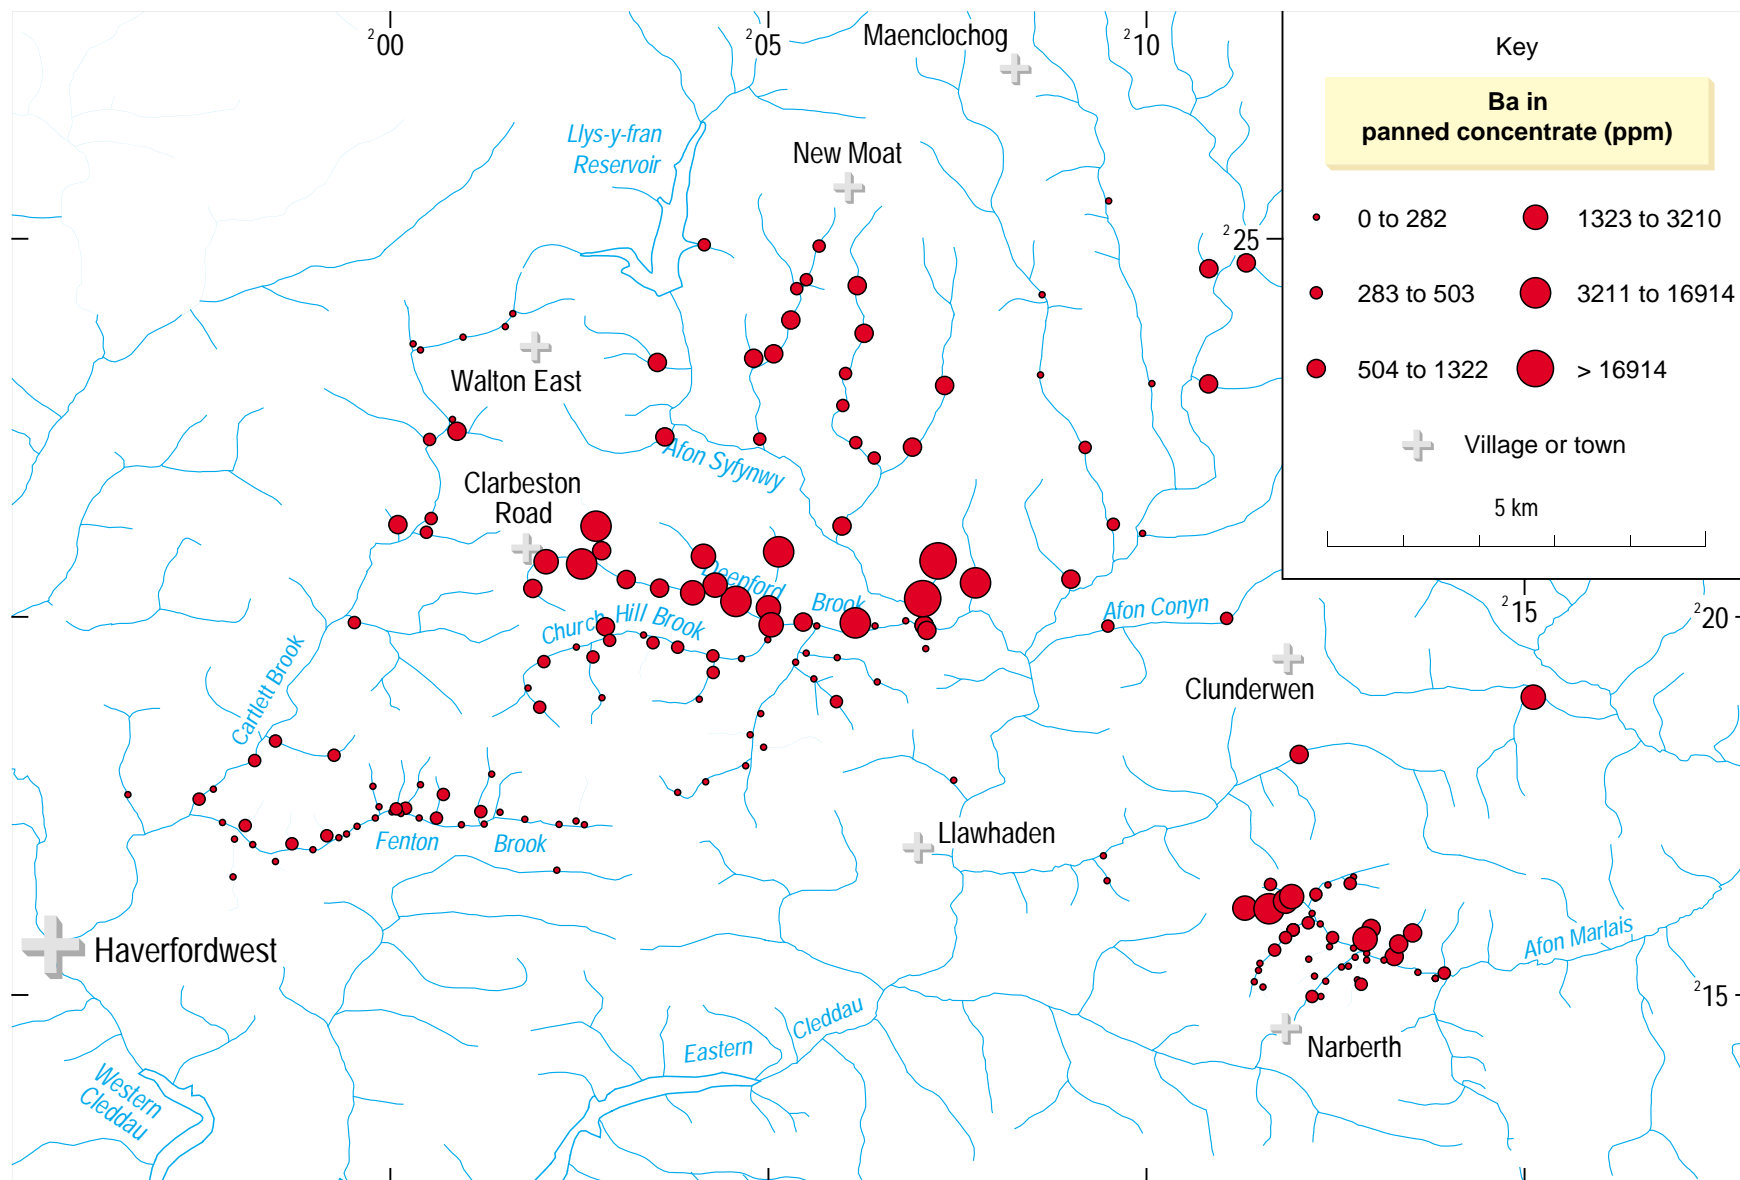 ²00
²05
²10
Maenclochog
Key
Ba in
panned concentrate (ppm)
Llys-y-fran
Reservoir
New Moat
0 to 282
1323 to 3210
²25
283 to 503
3211 to 16914
Walton East
504 to 1322
> 16914
Village or town
Afon Syfynwy
Clarbeston
Road
5 km
Deepford
Brook
Church Hill Brook
Afon Conyn
²15
²20
Cartlett Brook
Clunderwen
Fenton
Brook
Llawhaden
Haverfordwest
Afon Marlais
²15
Eastern
Cleddau
Narberth
Western
Cleddau